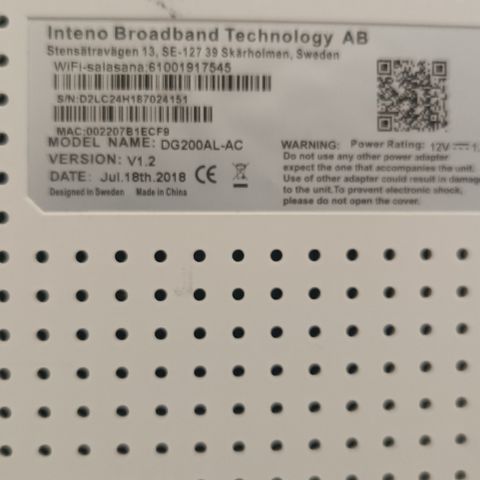 Inteno Broadband Technology AB
Stensätravägen 13, SE-127 39 Skärholmen, Sweden
WiFi-salasana:61001917545
S/N:D2LC24H187024151
MAC:002207B1ECF9
MODEL NAME: DG200AL-AC
VERSION: V1.2
DATE: Jul.18th.2018 CE
Designed in Sweden Made in China
WARNING: Power Rating: 12V
Do not use any other power adapter
expect the one that accompanies the unit.
Use of other adapter could result in damage
to the unit.To prevent electronic shock,
please do not open the cover.